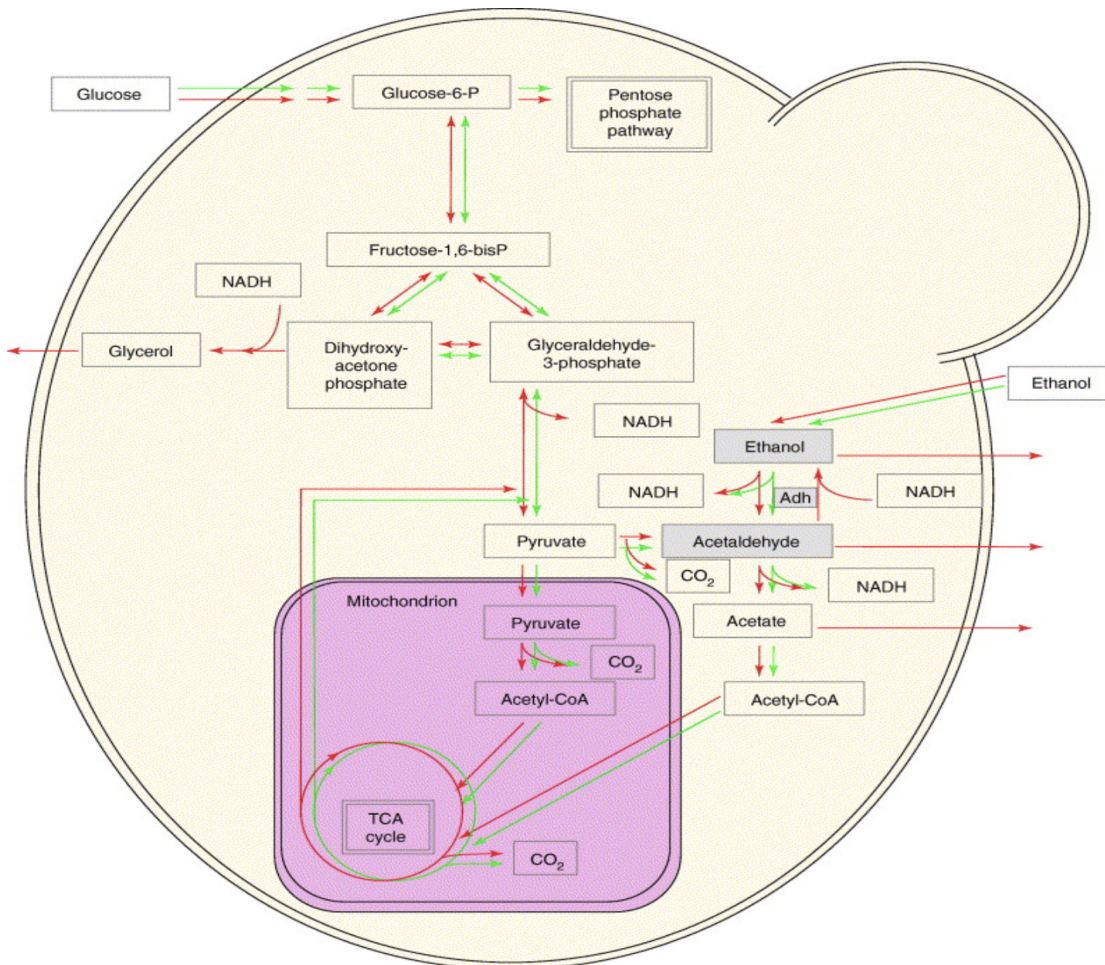 Glucose
Glucose-6-P
Pentose
phosphate
pathway
Fructose-1,6-bisP
NADH
Glycerol
Dihydroxy-
acetone
phosphate
Glyceraldehyde-
3-phosphate
Ethanol
NADH
Ethanol
NADH
Adh
NADH
Pyruvate
Acetaldehyde
CO₂
NADH
Mitochondrion
Pyruvate
Acetate
CO₂
Acetyl-CoA
Acetyl-CoA
TCA
cycle
CO₂